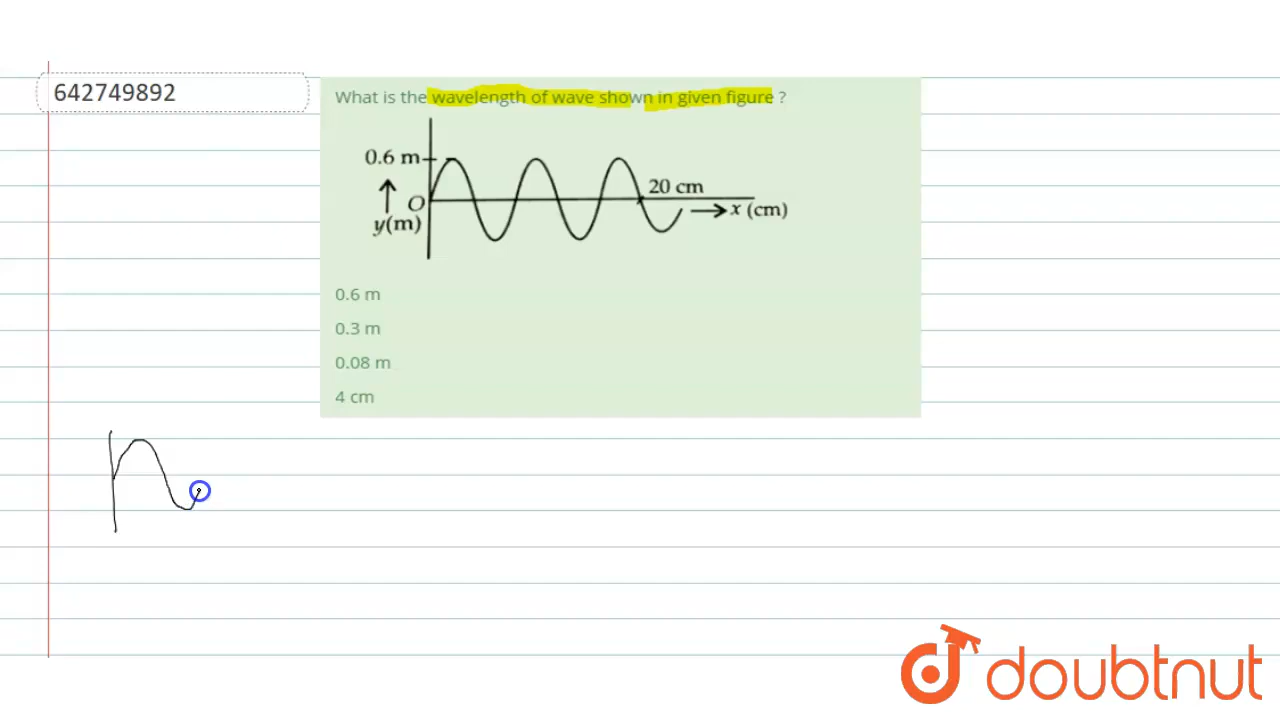 642749892
What is the wavelength of wave shown in given figure ?
0.6 m
20 cm
O
x (cm)
y(m)
0.6 m
0.3 m
0.08 m
4 cm
doubtnut